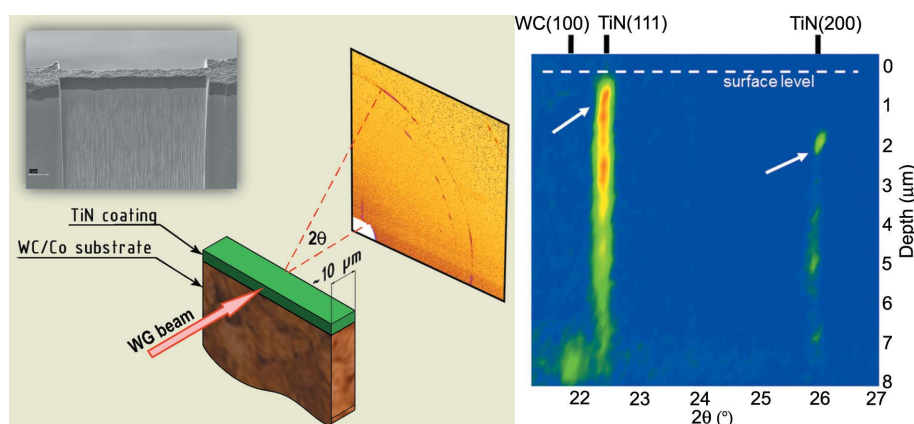 TiN coating
WC/Co substrate
WG beam
2θ
~10 μm
WC(100) TiN(111) TiN(200)
surface level
0
1
2
3
4
5
6
7
8
Depth (μm)
22 23 24 25 26 27
2θ (°)